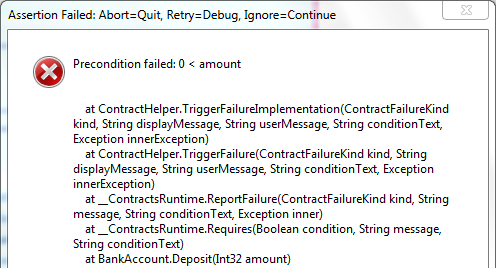 Assertion Failed: Abort=Quit, Retry=Debug, Ignore=Continue
Precondition failed: 0 < amount
at ContractHelper.TriggerFailureImplementation(ContractFailureKind
kind, String displayMessage, String userMessage, String conditionText,
Exception innerException)
at ContractHelper.TriggerFailure(ContractFailureKind kind, String
displayMessage, String userMessage, String conditionText, Exception
innerException)
at __ContractsRuntime.ReportFailure(ContractFailureKind kind, String
message, String conditionText, Exception inner)
at __ContractsRuntime.Requires(Boolean condition, String message,
String conditionText)
at BankAccount.Deposit(Int32 amount)